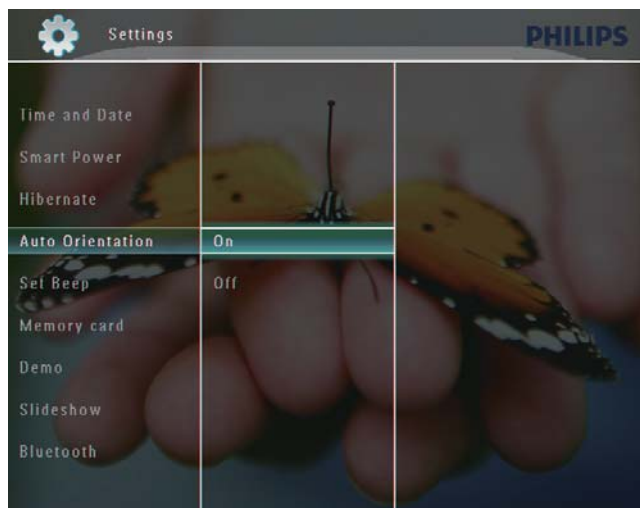 Settings
PHILIPS
Time and Date
Smart Power
Hibernate
Auto Orientation
On
Set Beep
Off
Memory card
Demo
Slideshow
Bluetooth